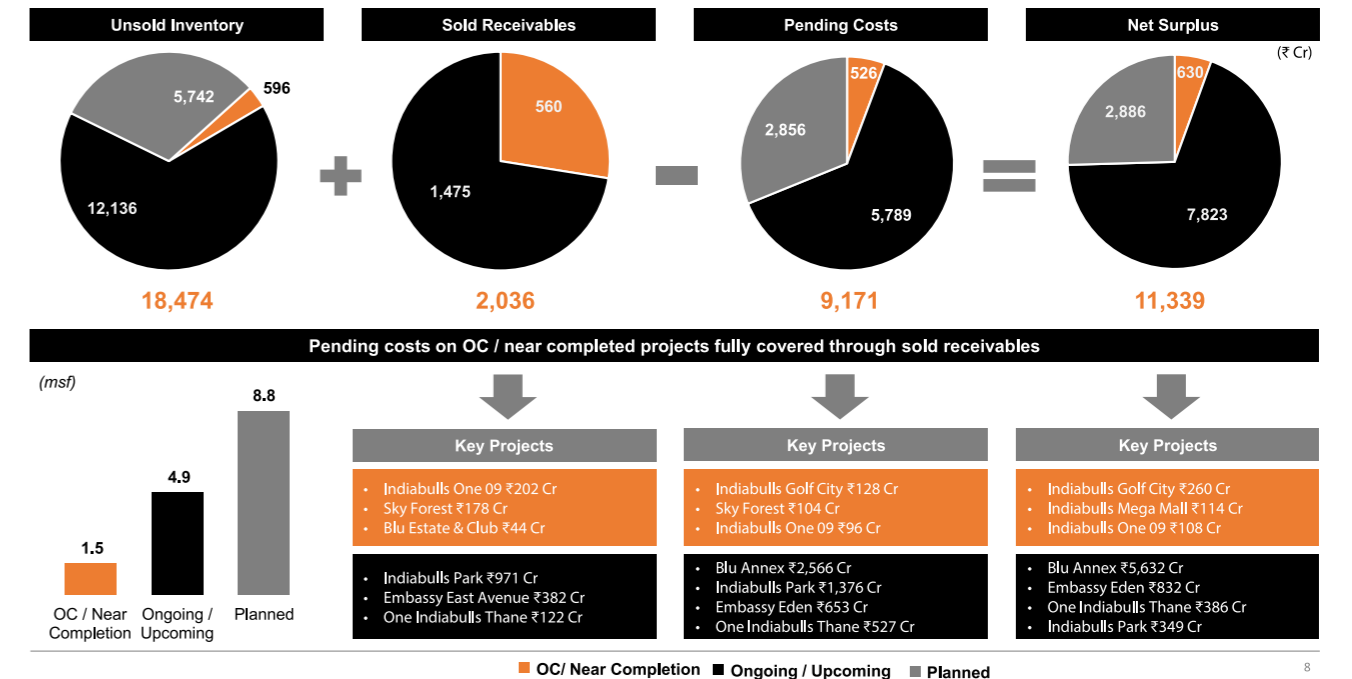 Unsold Inventory
Sold Receivables
Pending Costs
Net Surplus
(₹ Cr)
5,742
596
12,136
560
1,475
526
2,856
5,789
630
2,886
7,823
18,474
2,036
9,171
11,339
Pending costs on OC / near completed projects fully covered through sold receivables
(msf)
1.5
4.9
8.8
OC / Near
Completion
Ongoing /
Upcoming
Planned
Key Projects
• Indiabulls One 09 ₹202 Cr
• Sky Forest ₹178 Cr
• Blu Estate & Club ₹44 Cr
• Indiabulls Park ₹971 Cr
• Embassy East Avenue ₹382 Cr
• One Indiabulls Thane ₹122 Cr
Key Projects
• Indiabulls Golf City ₹128 Cr
• Sky Forest ₹104 Cr
• Indiabulls One 09 ₹96 Cr
• Blu Annex ₹2,566 Cr
• Indiabulls Park ₹1,376 Cr
• Embassy Eden ₹653 Cr
• One Indiabulls Thane ₹527 Cr
Key Projects
• Indiabulls Golf City ₹260 Cr
• Indiabulls Mega Mall ₹114 Cr
• Indiabulls One 09 ₹108 Cr
• Blu Annex ₹5,632 Cr
• Embassy Eden ₹832 Cr
• One Indiabulls Thane ₹386 Cr
• Indiabulls Park ₹349 Cr
OC/ Near Completion
Ongoing / Upcoming
Planned
8